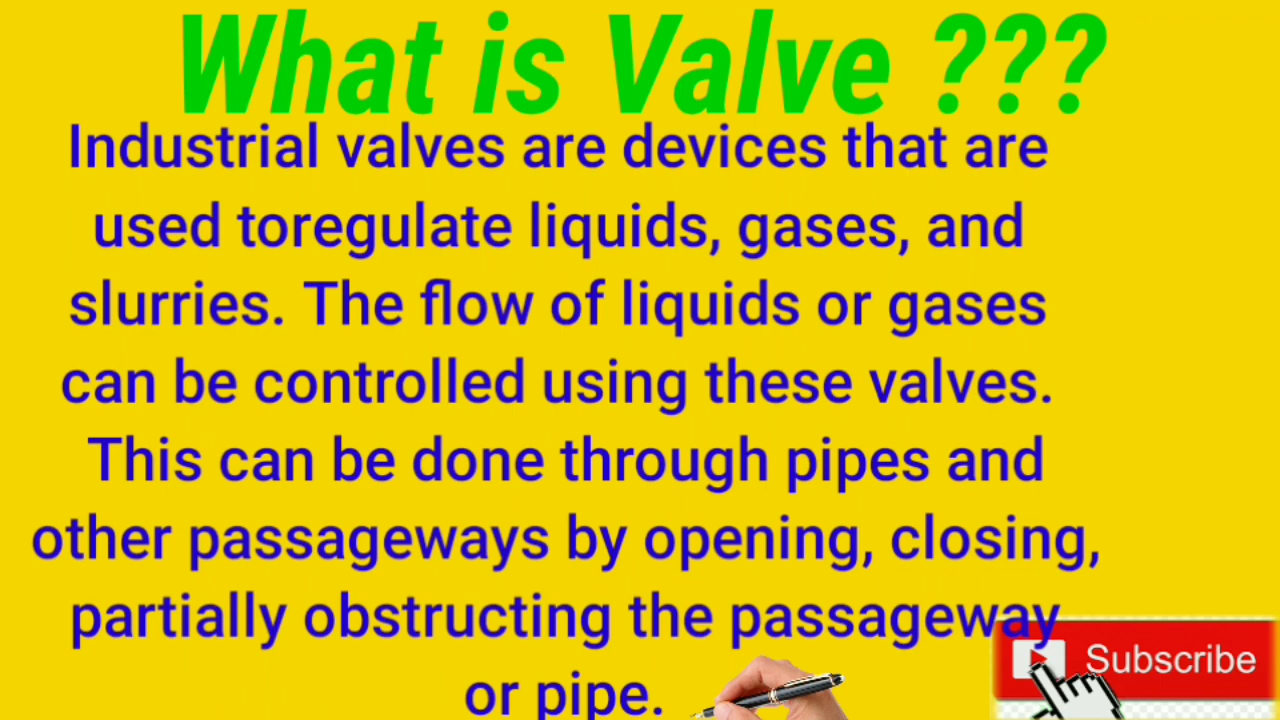 What is Valve ???
Industrial valves are devices that are
used toregulate liquids, gases, and
slurries. The flow of liquids or gases
can be controlled using these valves.
This can be done through pipes and
other passageways by opening, closing,
partially obstructing the passageway
or pipe.
Subscribe